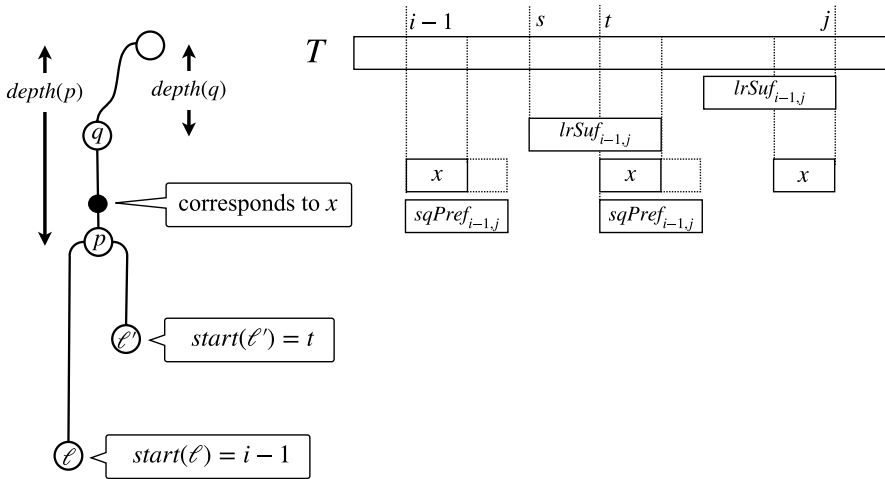 i − 1 s t j
T
depth(p) depth(q)
lrSuf_{i−1,j}
lrSuf_{i−1,j}
q
x x x
corresponds to x
sqPref_{i−1,j} sqPref_{i−1,j}
p
ℓ′ start(ℓ′) = t
ℓ start(ℓ) = i − 1